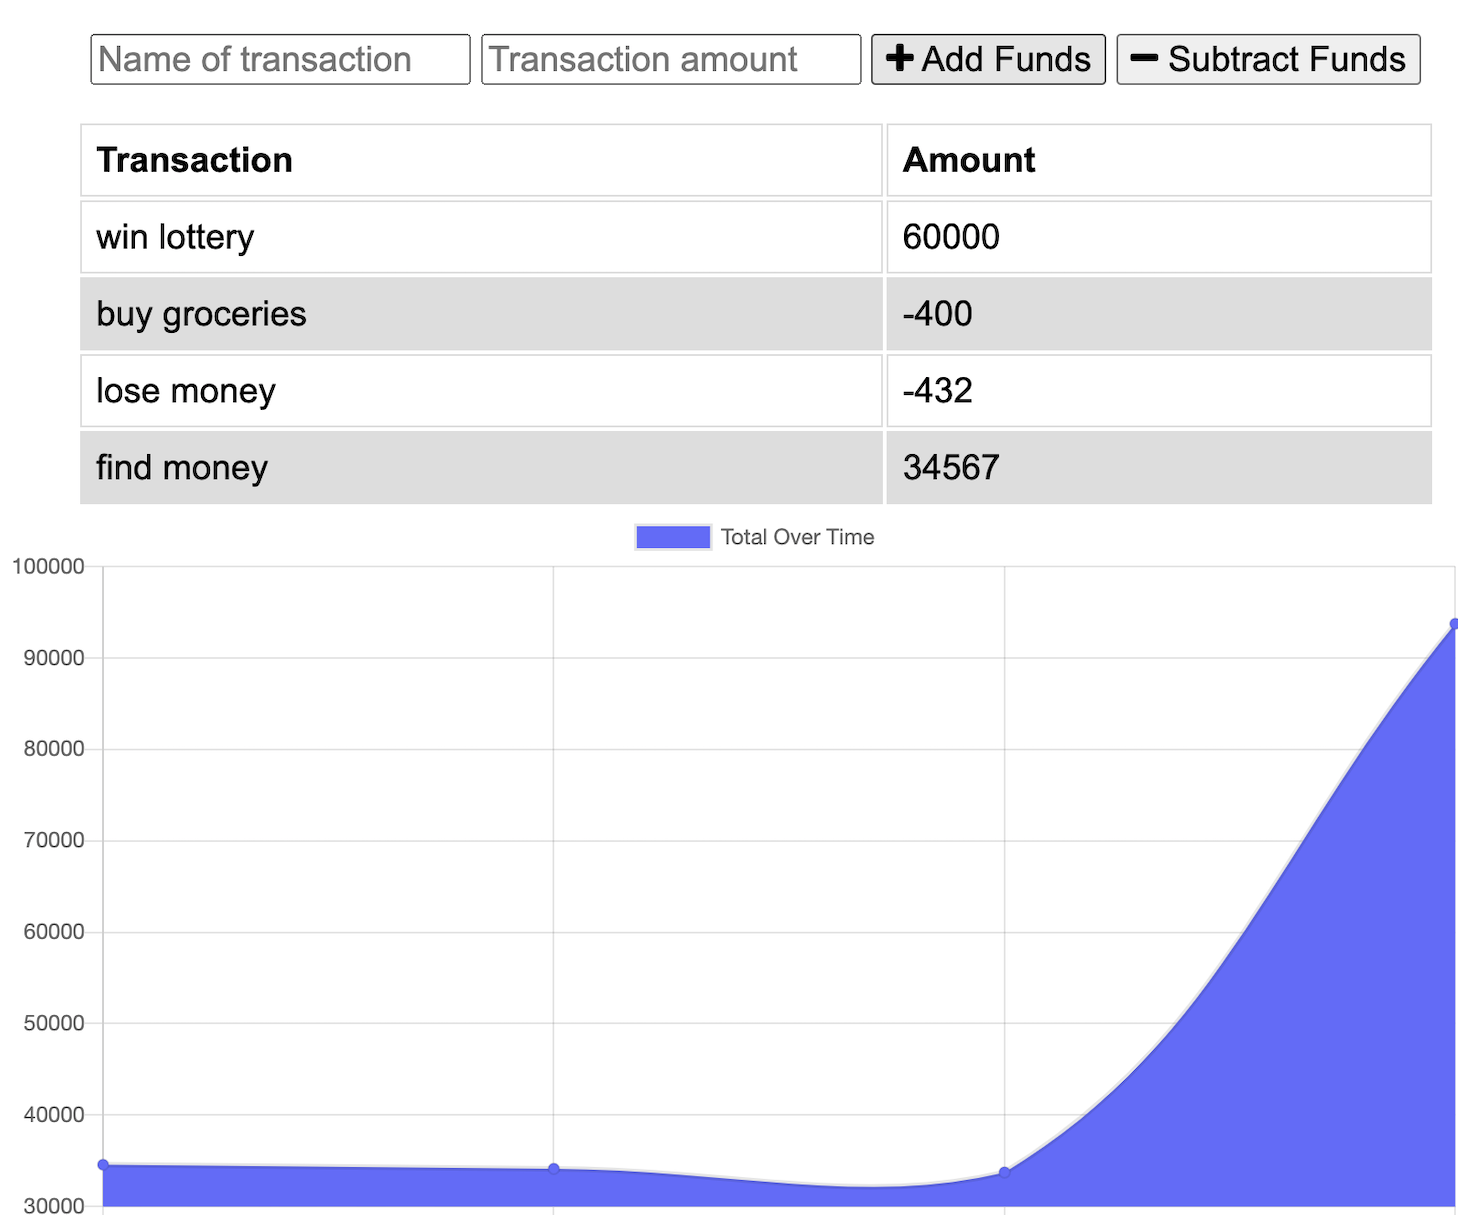 Name of transaction Transaction amount Add Funds Subtract Funds
Transaction Amount
win lottery 60000
buy groceries -400
lose money -432
find money 34567
Total Over Time
100000
90000
80000
70000
60000
50000
40000
30000